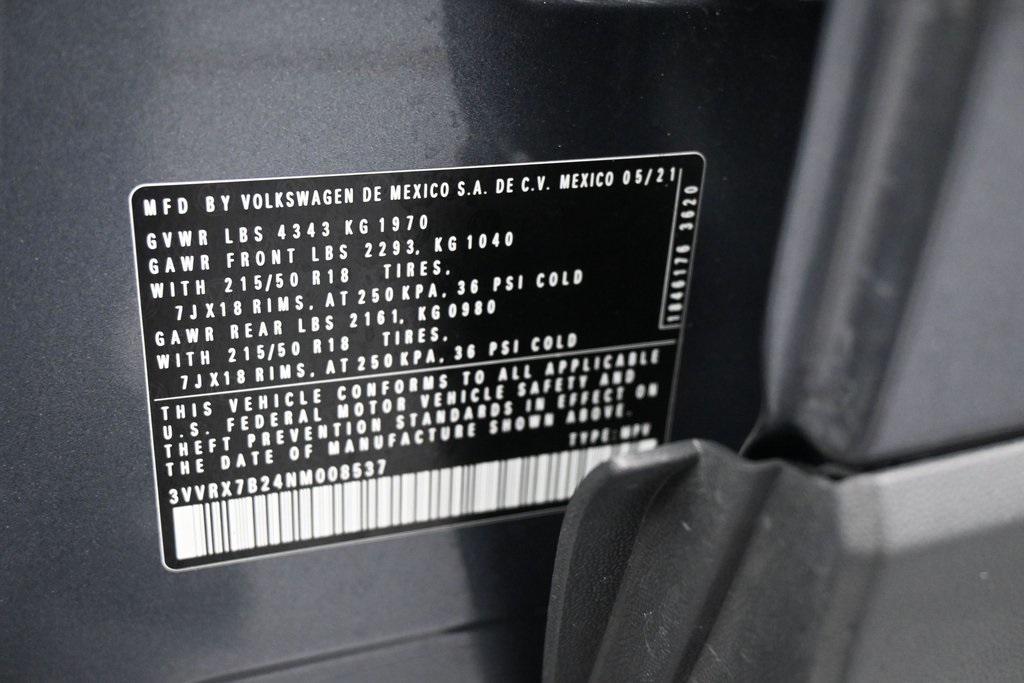 MFD BY VOLKSWAGEN DE MEXICO S.A. DE C.V. MEXICO 05/21
GVWR LBS 4343 KG 1970
GAWR FRONT LBS 2293, KG 1040
WITH 215/50 R18 TIRES,
7JX18 RIMS, AT 250 KPA, 36 PSI COLD
GAWR REAR LBS 2161, KG 0980
WITH 215/50 R18 TIRES,
7JX18 RIMS, AT 250 KPA, 36 PSI COLD
THIS VEHICLE CONFORMS TO ALL APPLICABLE
U.S. FEDERAL MOTOR VEHICLE SAFETY AND
THEFT PREVENTION STANDARDS IN EFFECT ON
THE DATE OF MANUFACTURE SHOWN ABOVE.
TYPE: MPV
3VVRX7B24NM008537
1046176 3620